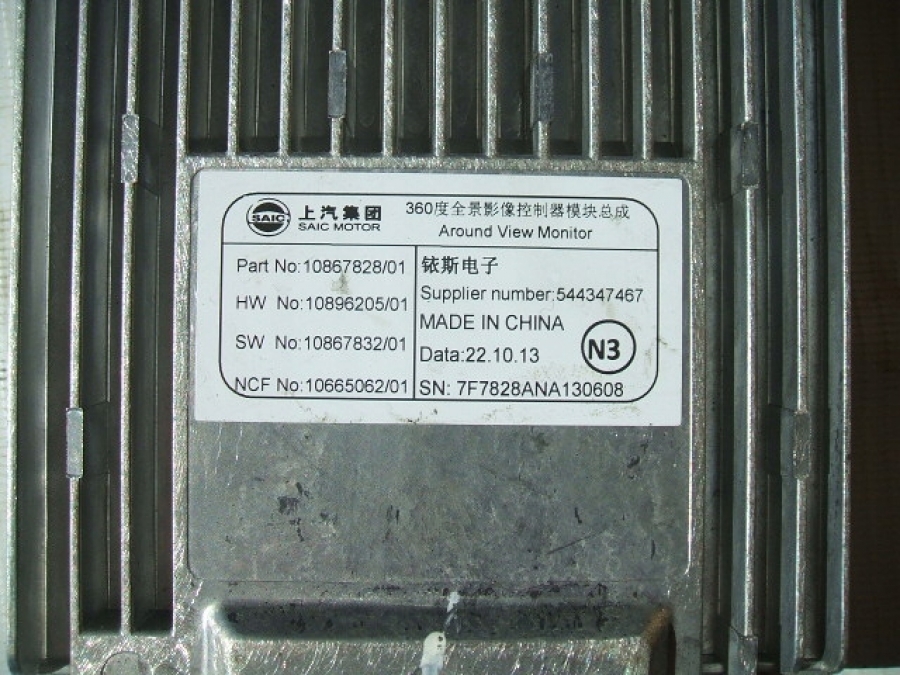 SAIC 上汽集团
SAIC MOTOR
360度全景影像控制器模块总成
Around View Monitor
Part No:10867828/01
HW No:10896205/01
SW No:10867832/01
NCF No:10665062/01
铱斯电子
Supplier number:544347467
MADE IN CHINA
Data:22.10.13
N3
SN: 7F7828ANA130608